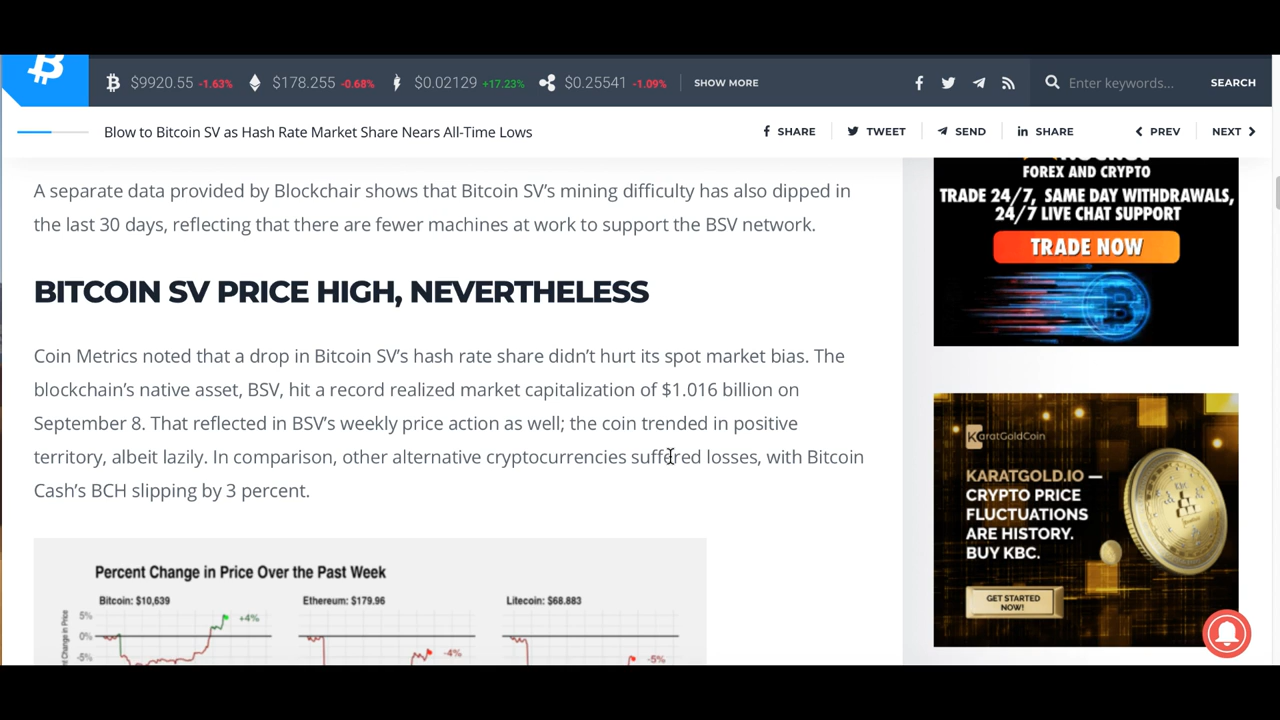 $9920.55 -1.63% $178.255 -0.68% $0.02129 +17.23% $0.25541 -1.09% SHOW MORE Enter keywords... SEARCH
Blow to Bitcoin SV as Hash Rate Market Share Nears All-Time Lows SHARE TWEET SEND SHARE PREV NEXT
A separate data provided by Blockchair shows that Bitcoin SV's mining difficulty has also dipped in
the last 30 days, reflecting that there are fewer machines at work to support the BSV network.
BITCOIN SV PRICE HIGH, NEVERTHELESS
Coin Metrics noted that a drop in Bitcoin SV's hash rate share didn't hurt its spot market bias. The
blockchain's native asset, BSV, hit a record realized market capitalization of $1.016 billion on
September 8. That reflected in BSV's weekly price action as well; the coin trended in positive
territory, albeit lazily. In comparison, other alternative cryptocurrencies suffered losses, with Bitcoin
Cash's BCH slipping by 3 percent.
Percent Change in Price Over the Past Week
Bitcoin: $10,639 Ethereum: $179.96 Litecoin: $68.883
5% +4%
0%
-5% -4% -5%
FOREX AND CRYPTO
TRADE 24/7, SAME DAY WITHDRAWALS,
24/7 LIVE CHAT SUPPORT
TRADE NOW
KaratGoldCoin
KARATGOLD.IO —
CRYPTO PRICE
FLUCTUATIONS
ARE HISTORY.
BUY KBC.
GET STARTED
NOW!